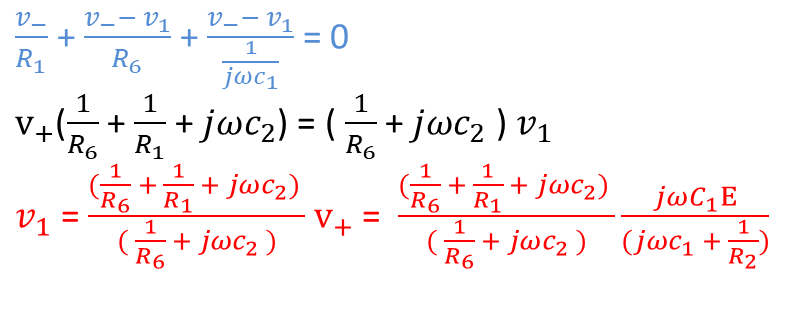 v₋/R₁ + (v₋ − v₁)/R₆ + (v₋ − v₁)/(1/(jωc₁)) = 0
v₊(1/R₆ + 1/R₁ + jωc₂) = ( 1/R₆ + jωc₂ ) v₁
v₁ = (1/R₆ + 1/R₁ + jωc₂)/( 1/R₆ + jωc₂ ) v₊ = (1/R₆ + 1/R₁ + jωc₂)/( 1/R₆ + jωc₂ ) jωC₁E/(jωc₁ + 1/R₂)